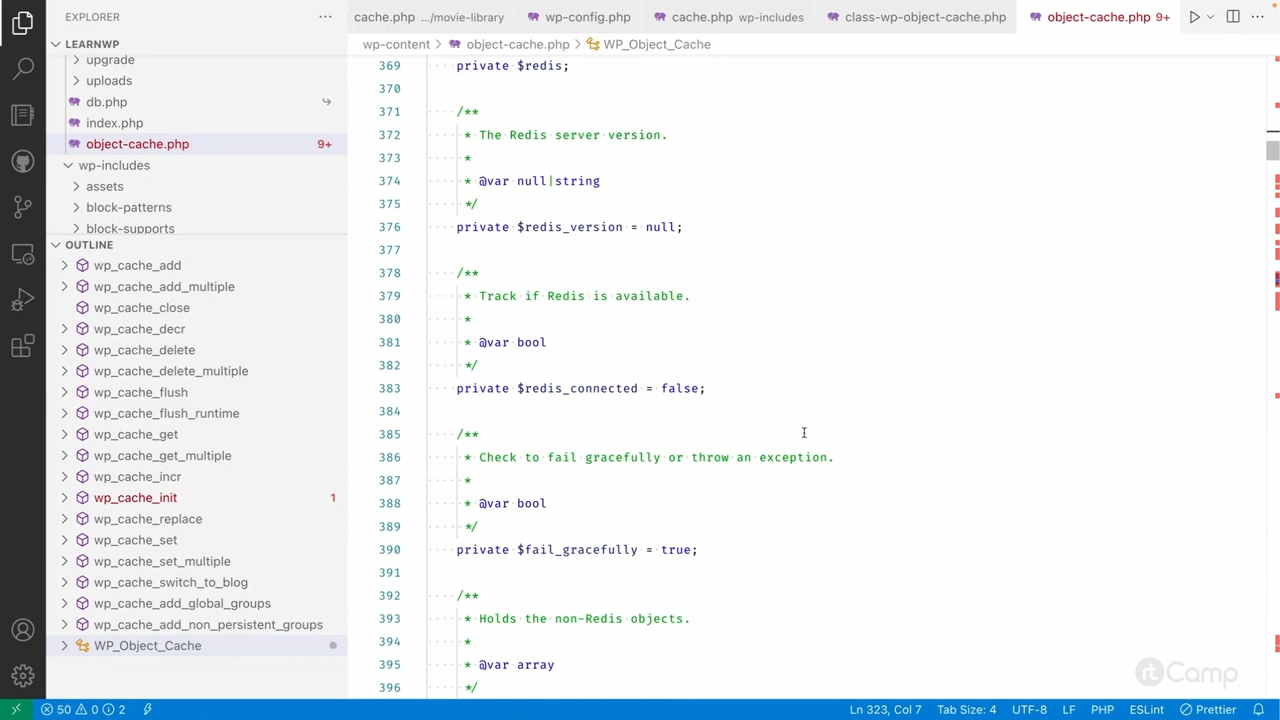 EXPLORER
LEARNWP
upgrade
uploads
db.php
index.php
object-cache.php 9+
wp-includes
assets
block-patterns
block-supports
OUTLINE
wp_cache_add
wp_cache_add_multiple
wp_cache_close
wp_cache_decr
wp_cache_delete
wp_cache_delete_multiple
wp_cache_flush
wp_cache_flush_runtime
wp_cache_get
wp_cache_get_multiple
wp_cache_incr
wp_cache_init 1
wp_cache_replace
wp_cache_set
wp_cache_set_multiple
wp_cache_switch_to_blog
wp_cache_add_global_groups
wp_cache_add_non_persistent_groups
WP_Object_Cache
cache.php .../movie-library wp-config.php cache.php wp-includes class-wp-object-cache.php object-cache.php 9+
wp-content > object-cache.php > WP_Object_Cache
369 private $redis;
370
371 /**
372 * The Redis server version.
373 *
374 * @var null|string
375 */
376 private $redis_version = null;
377
378 /**
379 * Track if Redis is available.
380 *
381 * @var bool
382 */
383 private $redis_connected = false;
384
385 /**
386 * Check to fail gracefully or throw an exception.
387 *
388 * @var bool
389 */
390 private $fail_gracefully = true;
391
392 /**
393 * Holds the non-Redis objects.
394 *
395 * @var array
396 */
rtCamp
50 0 2 Ln 323, Col 7 Tab Size: 4 UTF-8 LF PHP ESLint Prettier